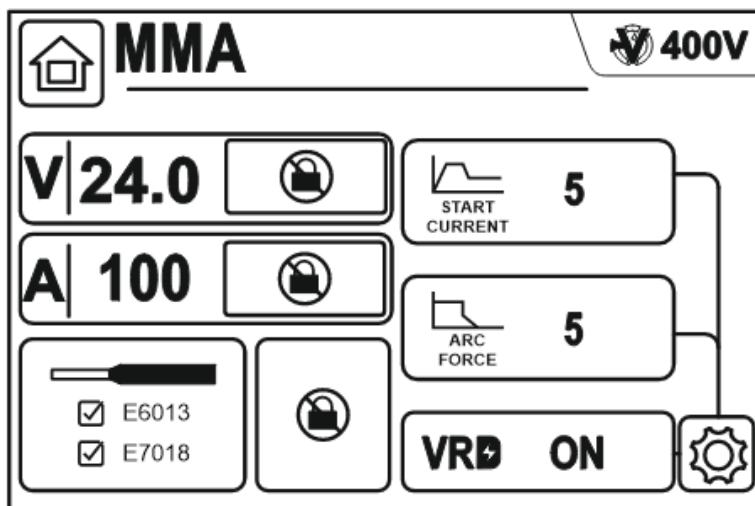 MMA
400V
V 24.0
A 100
E6013
E7018
START
CURRENT
5
ARC
FORCE
5
VRD ON